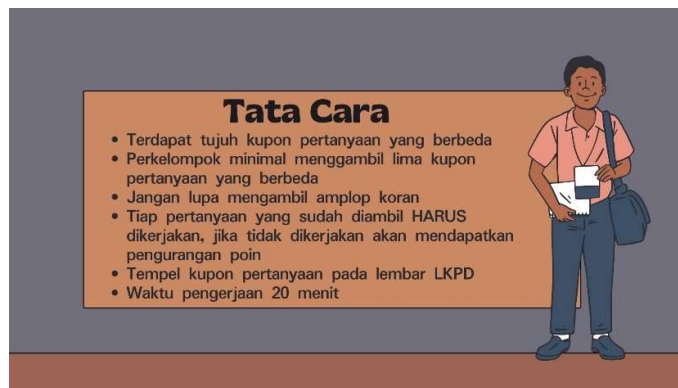 Tata Cara
• Terdapat tujuh kupon pertanyaan yang berbeda
• Perkelompok minimal menggambil lima kupon
pertanyaan yang berbeda
• Jangan lupa mengambil amplop koran
• Tiap pertanyaan yang sudah diambil HARUS
dikerjakan, jika tidak dikerjakan akan mendapatkan
pengurangan poin
• Tempel kupon pertanyaan pada lembar LKPD
• Waktu pengerjaan 20 menit